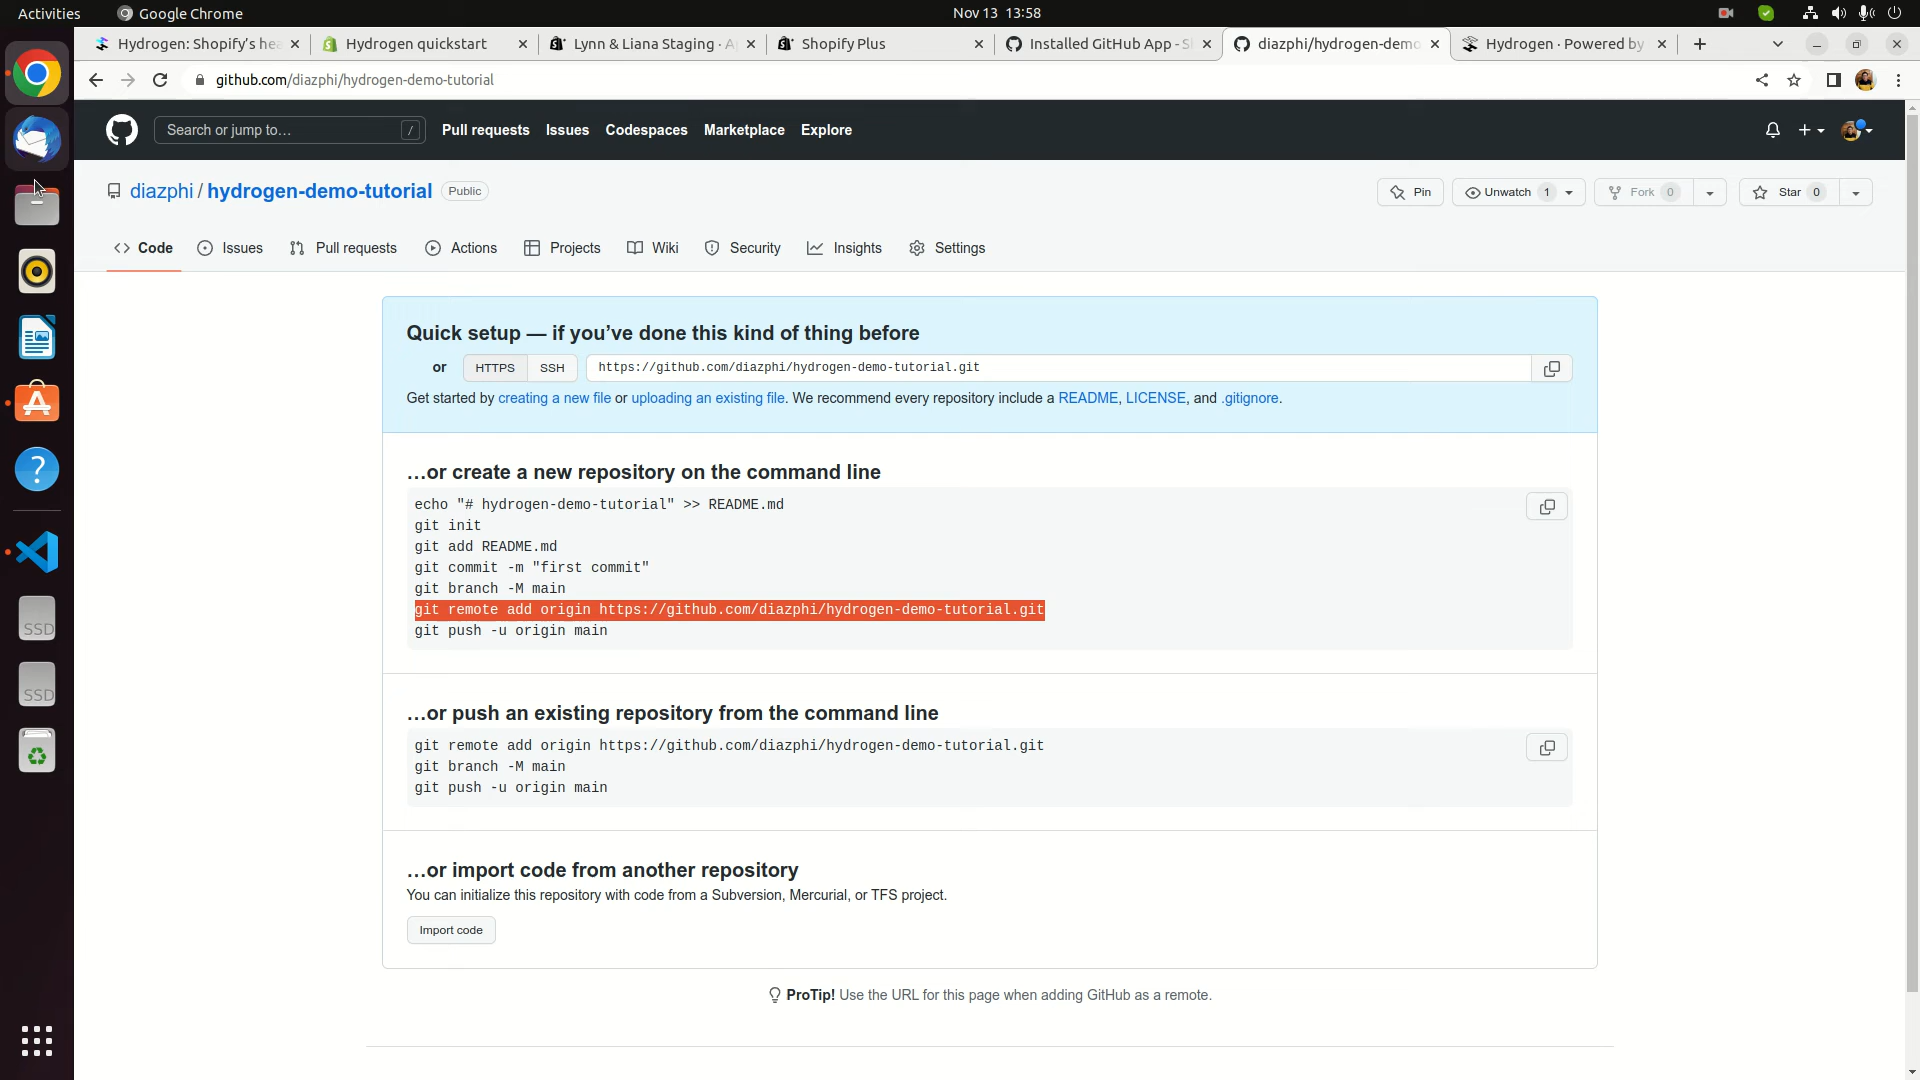 Activities
Google Chrome
Nov 13 13:58
Hydrogen: Shopify’s hea
Hydrogen quickstart
Lynn & Liana Staging · A
Shopify Plus
Installed GitHub App - S
diazphi/hydrogen-demo
Hydrogen · Powered by
github.com/diazphi/hydrogen-demo-tutorial
Search or jump to… /
Pull requests Issues Codespaces Marketplace Explore
diazphi / hydrogen-demo-tutorial Public
Pin
Unwatch 1
Fork 0
Star 0
Code Issues Pull requests Actions Projects Wiki Security Insights Settings
Quick setup — if you’ve done this kind of thing before
or HTTPS SSH https://github.com/diazphi/hydrogen-demo-tutorial.git
Get started by creating a new file or uploading an existing file. We recommend every repository include a README, LICENSE, and .gitignore.
…or create a new repository on the command line
echo "# hydrogen-demo-tutorial" >> README.md
git init
git add README.md
git commit -m "first commit"
git branch -M main
git remote add origin https://github.com/diazphi/hydrogen-demo-tutorial.git
git push -u origin main
…or push an existing repository from the command line
git remote add origin https://github.com/diazphi/hydrogen-demo-tutorial.git
git branch -M main
git push -u origin main
…or import code from another repository
You can initialize this repository with code from a Subversion, Mercurial, or TFS project.
Import code
ProTip! Use the URL for this page when adding GitHub as a remote.
SSD
SSD